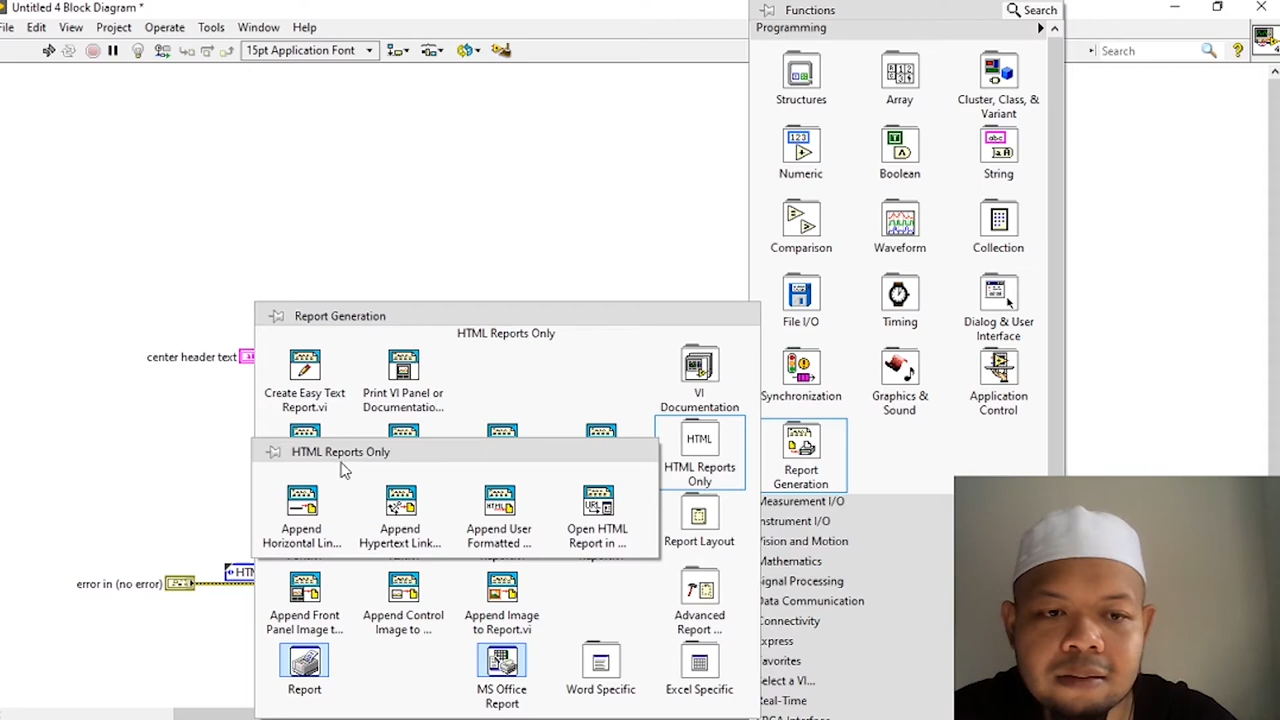 Untitled 4 Block Diagram *
File Edit View Project Operate Tools Window Help
15pt Application Font
Search
Functions
Search
Programming
Structures
Array
Cluster, Class, &
Variant
Numeric
Boolean
String
Comparison
Waveform
Collection
File I/O
Timing
Dialog & User
Interface
Synchronization
Graphics &
Sound
Application
Control
Report
Generation
Measurement I/O
Instrument I/O
Vision and Motion
Mathematics
Signal Processing
Data Communication
Connectivity
Express
Favorites
Select a VI...
Real-Time
center header text
error in (no error)
Report Generation
HTML Reports Only
Create Easy Text
Report.vi
Print VI Panel or
Documentatio...
VI
Documentation
HTML
HTML Reports
Only
HTML Reports Only
Append
Horizontal Lin...
Append
Hypertext Link...
Append User
Formatted ...
Open HTML
Report in ...
Report Layout
Append Front
Panel Image t...
Append Control
Image to ...
Append Image
to Report.vi
Advanced
Report ...
Report
MS Office
Report
Word Specific
Excel Specific